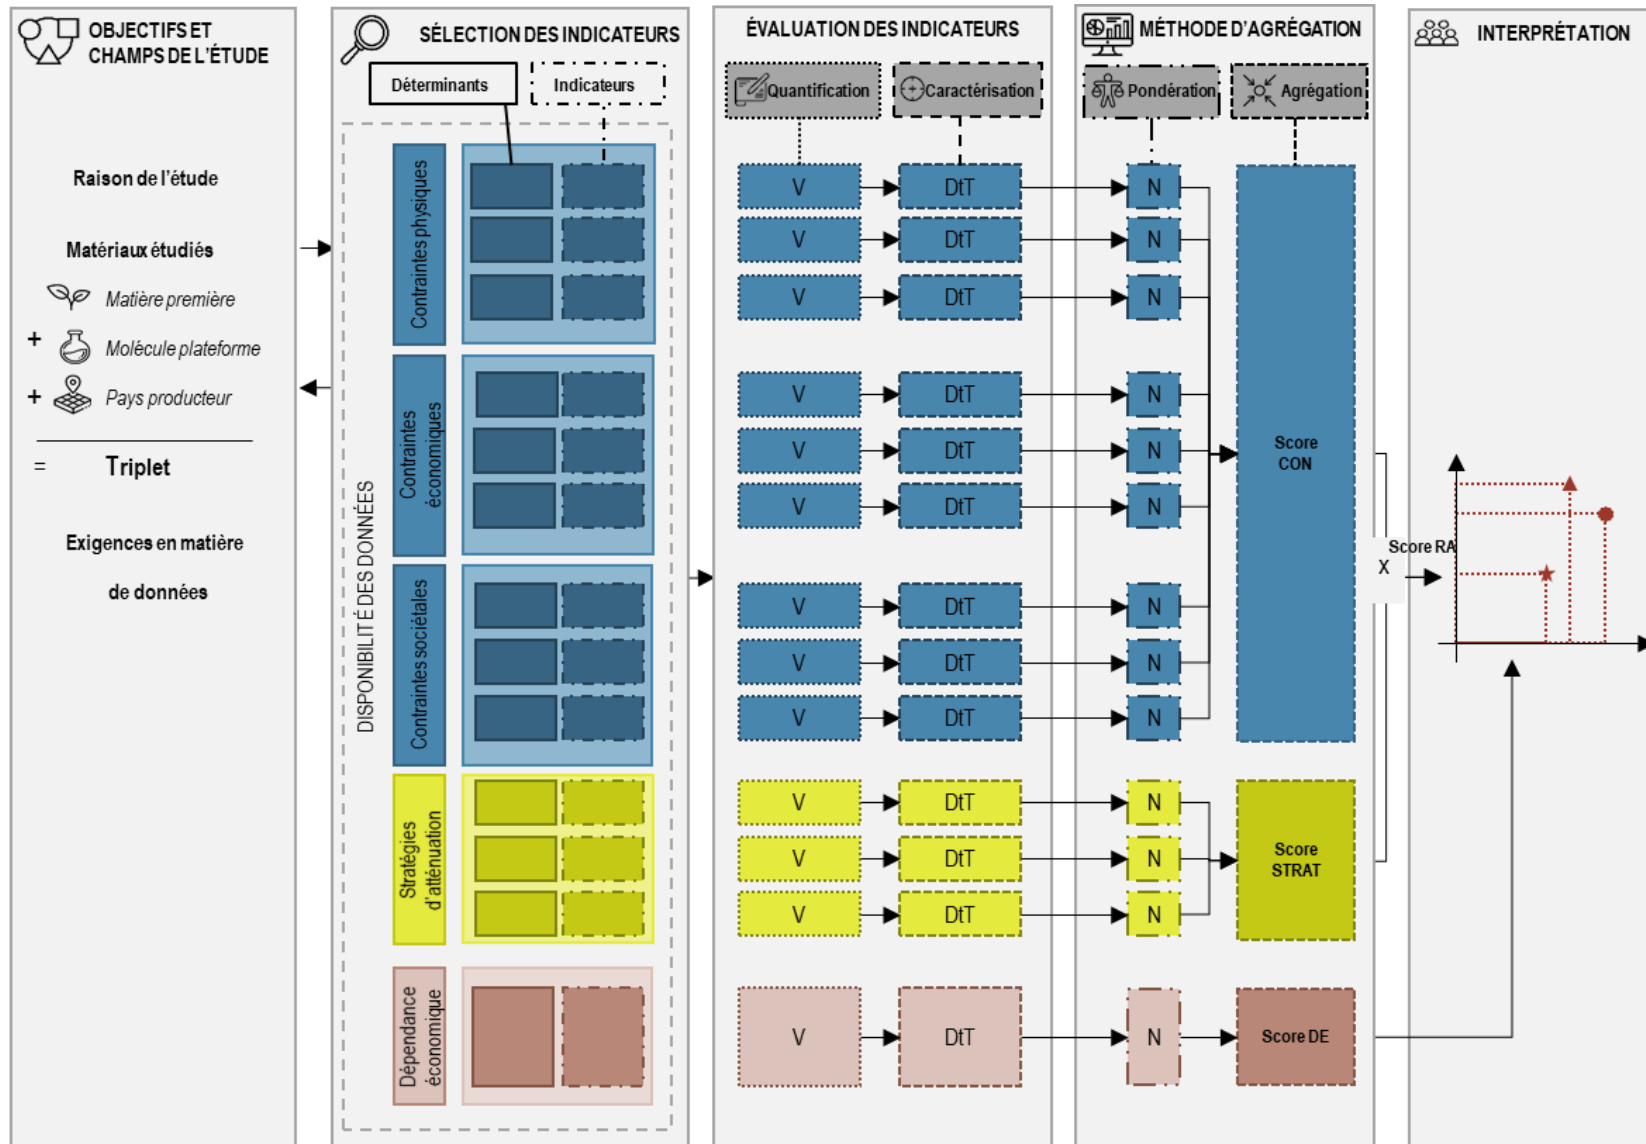 OBJECTIFS ET
CHAMPS DE L'ÉTUDE
Raison de l'étude
Matériaux étudiés
Matière première
+ Molécule plateforme
+ Pays producteur
= Triplet
Exigences en matière
de données
SÉLECTION DES INDICATEURS
Déterminants
Indicateurs
DISPONIBILITÉ DES DONNÉES
Contraintes physiques
Contraintes
économiques
Contraintes sociétales
Stratégies
d'atténuation
Dépendance
économique
ÉVALUATION DES INDICATEURS
Quantification
Caractérisation
V DtT
V DtT
V DtT
V DtT
V DtT
V DtT
V DtT
V DtT
V DtT
V DtT
V DtT
V DtT
V DtT
MÉTHODE D'AGRÉGATION
Pondération
Agrégation
N
N
N
N
N
N
N
N
N
N
N
N
N
Score
CON
Score
STRAT
Score DE
INTERPRÉTATION
Score RA
X